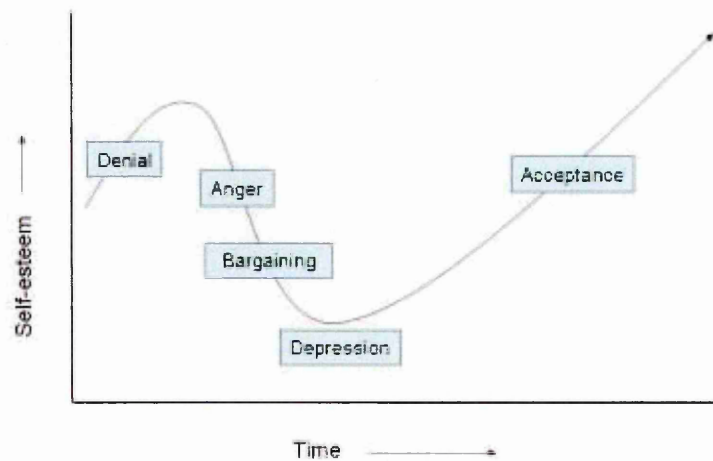 Denial
Anger
Bargaining
Depression
Acceptance
Self-esteem
Time